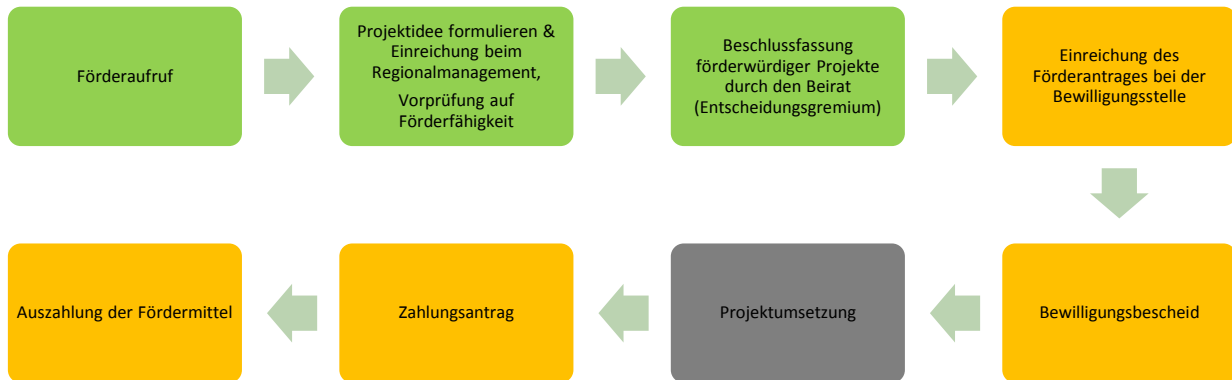 Förderaufruf
Projektidee formulieren &
Einreichung beim
Regionalmanagement,
Vorprüfung auf
Förderfähigkeit
Beschlussfassung
förderwürdiger Projekte
durch den Beirat
(Entscheidungsgremium)
Einreichung des
Förderantrages bei der
Bewilligungsstelle
Bewilligungsbescheid
Projektumsetzung
Zahlungsantrag
Auszahlung der Fördermittel